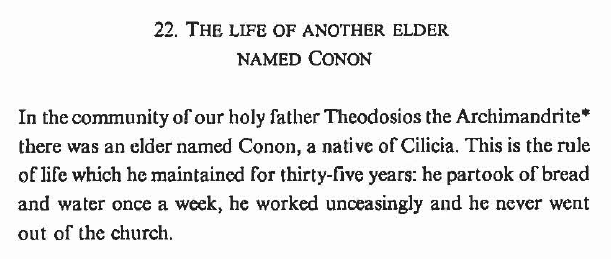 22. THE LIFE OF ANOTHER ELDER
NAMED CONON
In the community of our holy father Theodosios the Archimandrite*
there was an elder named Conon, a native of Cilicia. This is the rule
of life which he maintained for thirty-five years: he partook of bread
and water once a week, he worked unceasingly and he never went
out of the church.